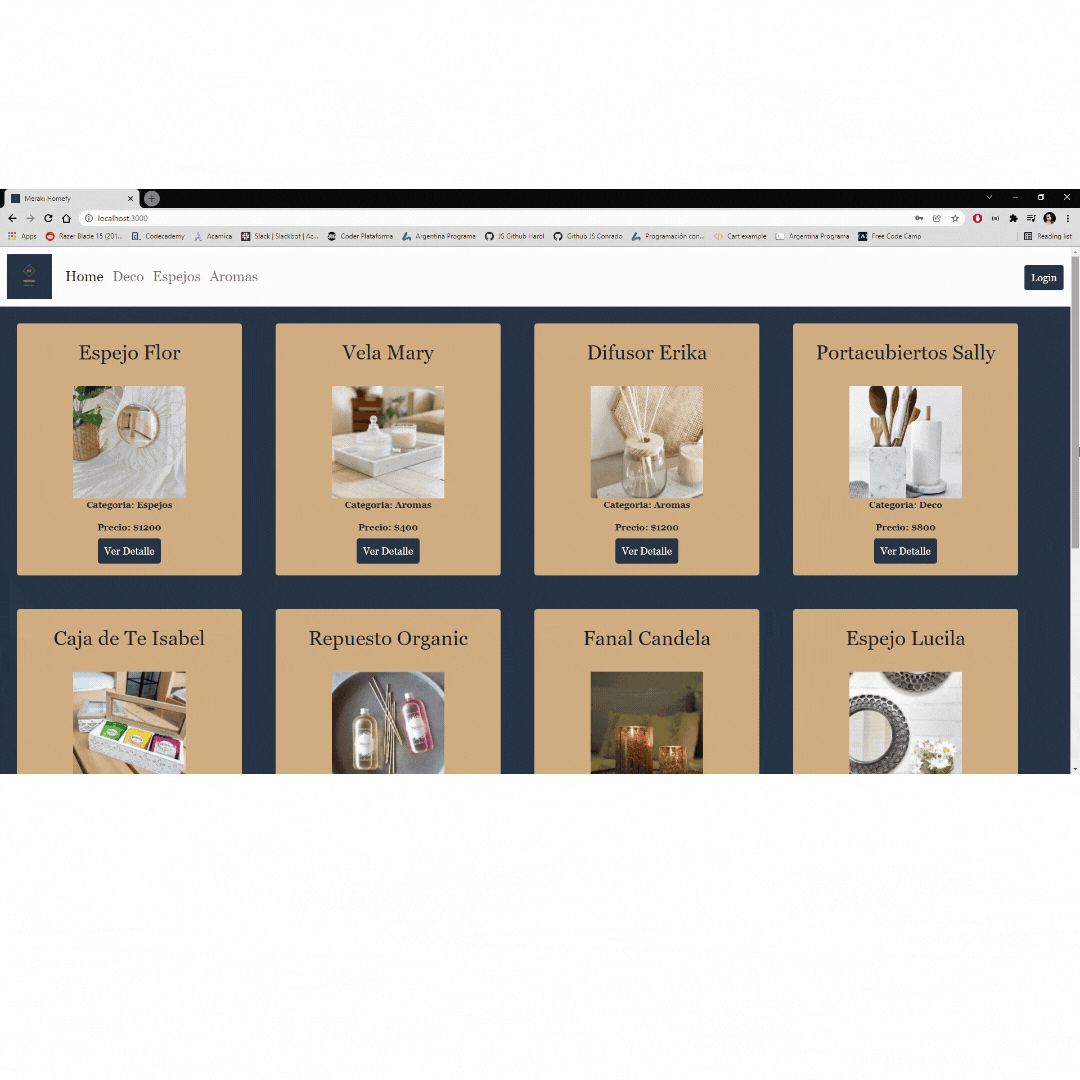 Meraki Homefy
localhost:3000
Apps Razer Blade 15 (201... Codecademy Acamica Slack | Slackbot | Ac... Coder Plataforma Argentina Programa JS Github Harol Github JS Conrado Programación con... Cart example Argentina Programa Free Code Camp Reading list
Home Deco Espejos Aromas Login
Espejo Flor Vela Mary Difusor Erika Portacubiertos Sally
Categoria: Espejos Categoria: Aromas Categoria: Aromas Categoria: Deco
Precio: $1200 Precio: $400 Precio: $1200 Precio: $800
Ver Detalle Ver Detalle Ver Detalle Ver Detalle
Caja de Te Isabel Repuesto Organic Fanal Candela Espejo Lucila